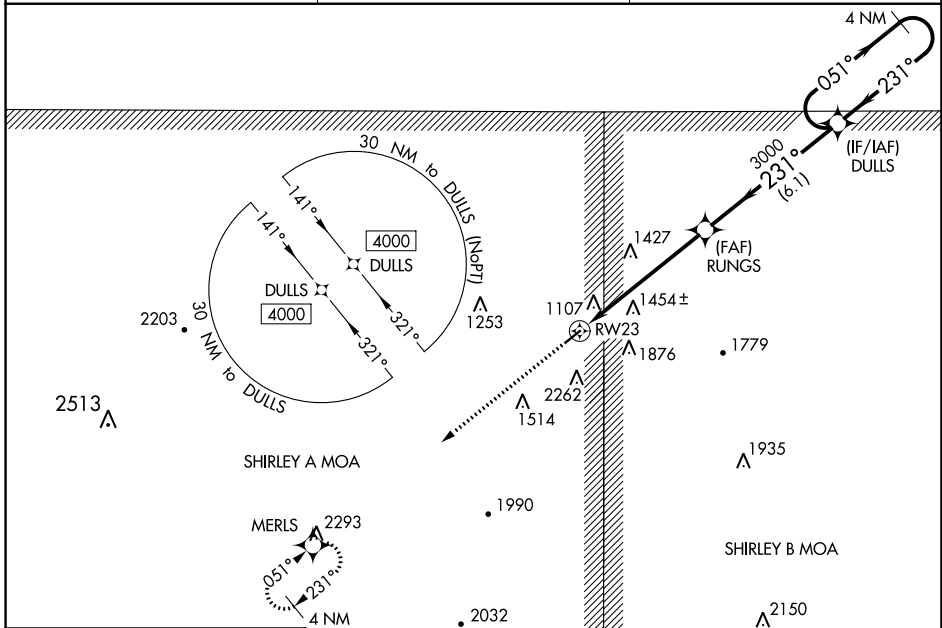 4 NM
051°
231°
(IF/IAF)
DULLS
3000
231°
(6.1)
30 NM to DULLS (NoPT)
141°
4000
DULLS
321°
141°
DULLS
4000
321°
30 NM to DULLS
(FAF)
RUNGS
1427
1253
1107
1454±
RW23
2203
1876
1779
2262
1514
2513
1935
SHIRLEY A MOA
1990
MERLS
2293
SHIRLEY B MOA
051°
231°
4 NM
2032
2150